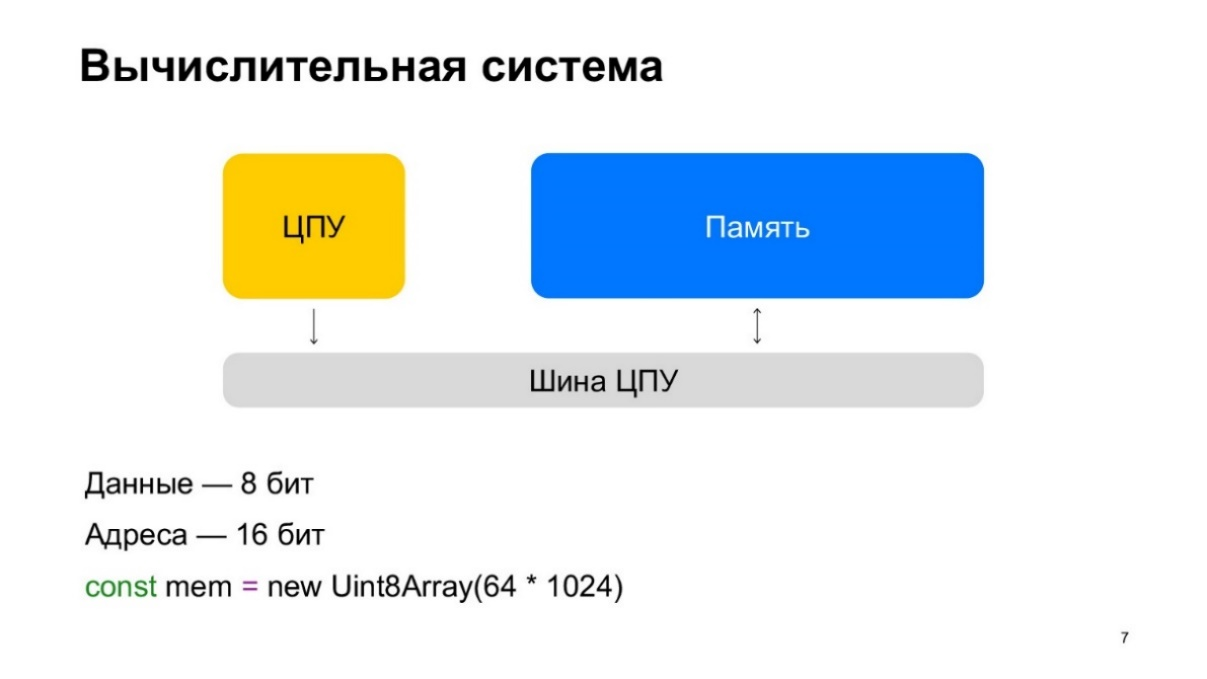 Вычислительная система
ЦПУ
Память
Шина ЦПУ
Данные — 8 бит
Адреса — 16 бит
const mem = new Uint8Array(64 * 1024)
7